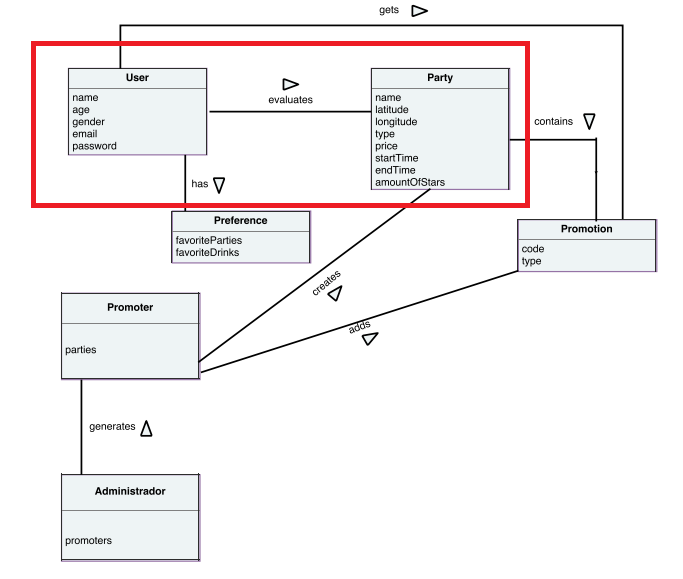 gets
User
name
age
gender
email
password
evaluates
Party
name
latitude
longitude
type
price
startTime
endTime
amountOfStars
contains
has
Preference
favoriteParties
favoriteDrinks
Promotion
code
type
creates
adds
Promoter
parties
generates
Administrador
promoters